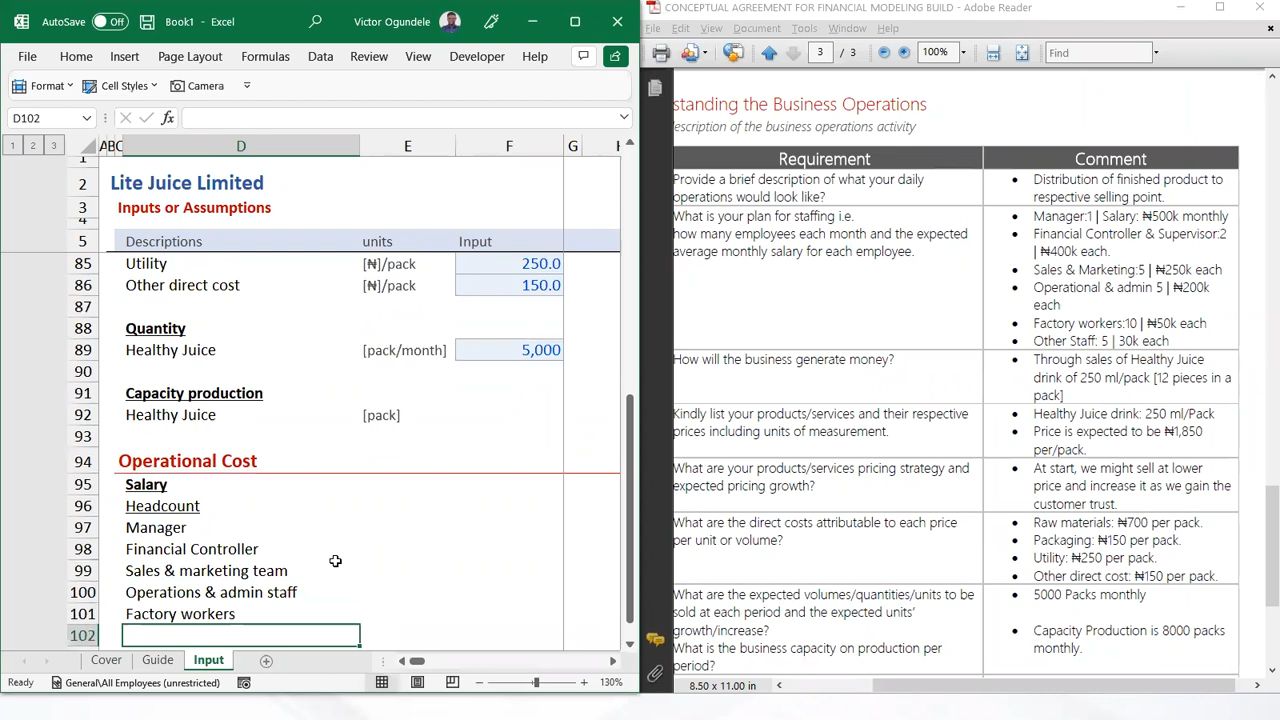 AutoSave Off Book1 - Excel Victor Ogundele
File Home Insert Page Layout Formulas Data Review View Developer Help
Format Cell Styles Camera
D102
1 2 3 ABC D E F G
2 Lite Juice Limited
3 Inputs or Assumptions
4
5 Descriptions units Input
85 Utility [₦]/pack 250.0
86 Other direct cost [₦]/pack 150.0
87
88 Quantity
89 Healthy Juice [pack/month] 5,000
90
91 Capacity production
92 Healthy Juice [pack]
93
94 Operational Cost
95 Salary
96 Headcount
97 Manager
98 Financial Controller
99 Sales & marketing team
100 Operations & admin staff
101 Factory workers
102
Cover Guide Input
Ready General\All Employees (unrestricted) 130%
CONCEPTUAL AGREEMENT FOR FINANCIAL MODELING BUILD - Adobe Reader
File Edit View Document Tools Window Help
3 / 3 100% Find
standing the Business Operations
escription of the business operations activity
Requirement Comment
Provide a brief description of what your daily
operations would look like?
• Distribution of finished product to
respective selling point.
What is your plan for staffing i.e.
how many employees each month and the expected
average monthly salary for each employee.
• Manager:1 | Salary: ₦500k monthly
• Financial Controller & Supervisor:2
| ₦400k each.
• Sales & Marketing:5 | ₦250k each
• Operational & admin 5 | ₦200k
each
• Factory workers:10 | ₦50k each
• Other Staff: 5 | 30k each
How will the business generate money?
• Through sales of Healthy Juice
drink of 250 ml/pack [12 pieces in a
pack]
Kindly list your products/services and their respective
prices including units of measurement.
• Healthy Juice drink: 250 ml/Pack
• Price is expected to be ₦1,850
per/pack.
What are your products/services pricing strategy and
expected pricing growth?
• At start, we might sell at lower
price and increase it as we gain the
customer trust.
What are the direct costs attributable to each price
per unit or volume?
• Raw materials: ₦700 per pack.
• Packaging: ₦150 per pack.
• Utility: ₦250 per pack.
• Other direct cost: ₦150 per pack.
What are the expected volumes/quantities/units to be
sold at each period and the expected units'
growth/increase?
What is the business capacity on production per
period?
• 5000 Packs monthly
• Capacity Production is 8000 packs
monthly.
8.50 x 11.00 in